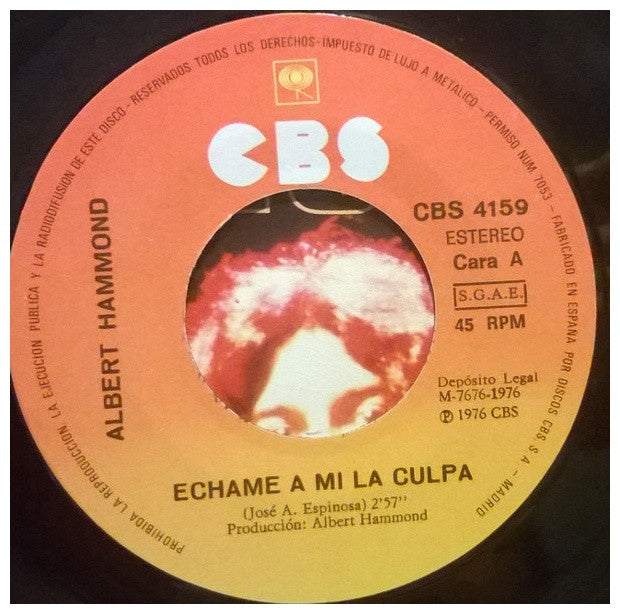 PROHIBIDA LA REPRODUCCION, LA EJECUCION PUBLICA Y LA RADIODIFUSION DE ESTE DISCO - RESERVADOS TODOS LOS DERECHOS - IMPUESTO DE LUJO A METALICO - PERMISO NUM. 7053 - FABRICADO EN ESPAÑA POR DISCOS CBS, S.A. - MADRID
CBS
ALBERT HAMMOND
CBS 4159
ESTEREO
Cara A
S.G.A.E.
45 RPM
Depósito Legal
M-7676-1976
Ⓟ 1976 CBS
ECHAME A MI LA CULPA
(José A. Espinosa) 2'57''
Producción: Albert Hammond